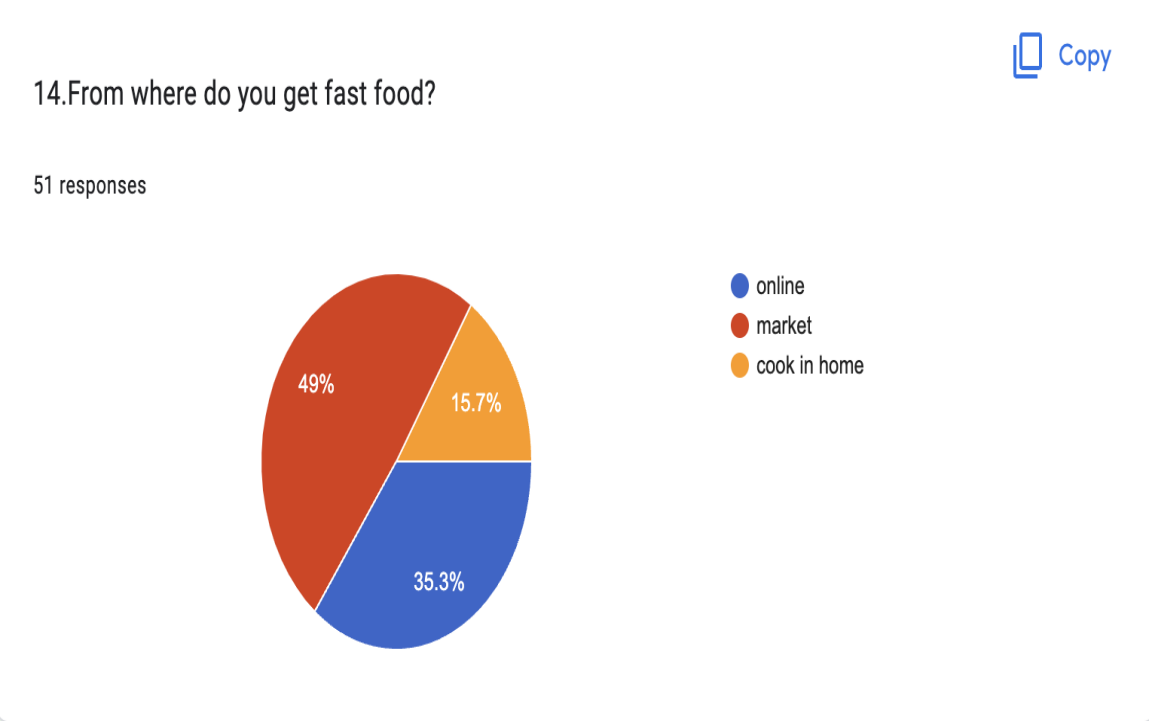 Copy
14.From where do you get fast food?
51 responses
online
market
cook in home
49%
15.7%
35.3%